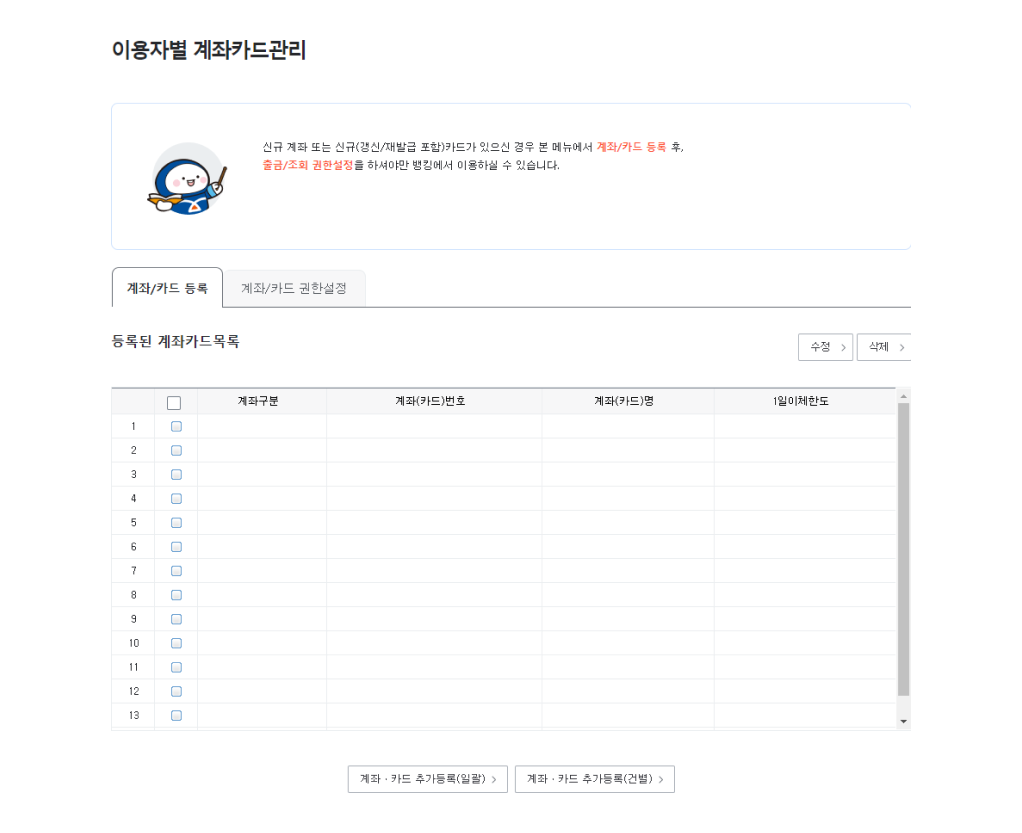 이용자별 계좌카드관리
신규 계좌 또는 신규(갱신/재발급 포함)카드가 있으신 경우 본 메뉴에서 계좌/카드 등록 후,
출금/조회 권한설정을 하셔야만 뱅킹에서 이용하실 수 있습니다.
계좌/카드 등록 계좌/카드 권한설정
등록된 계좌카드목록 수정 삭제
계좌구분 계좌(카드)번호 계좌(카드)명 1일이체한도
1
2
3
4
5
6
7
8
9
10
11
12
13
계좌 · 카드 추가등록(일괄) 계좌 · 카드 추가등록(건별)